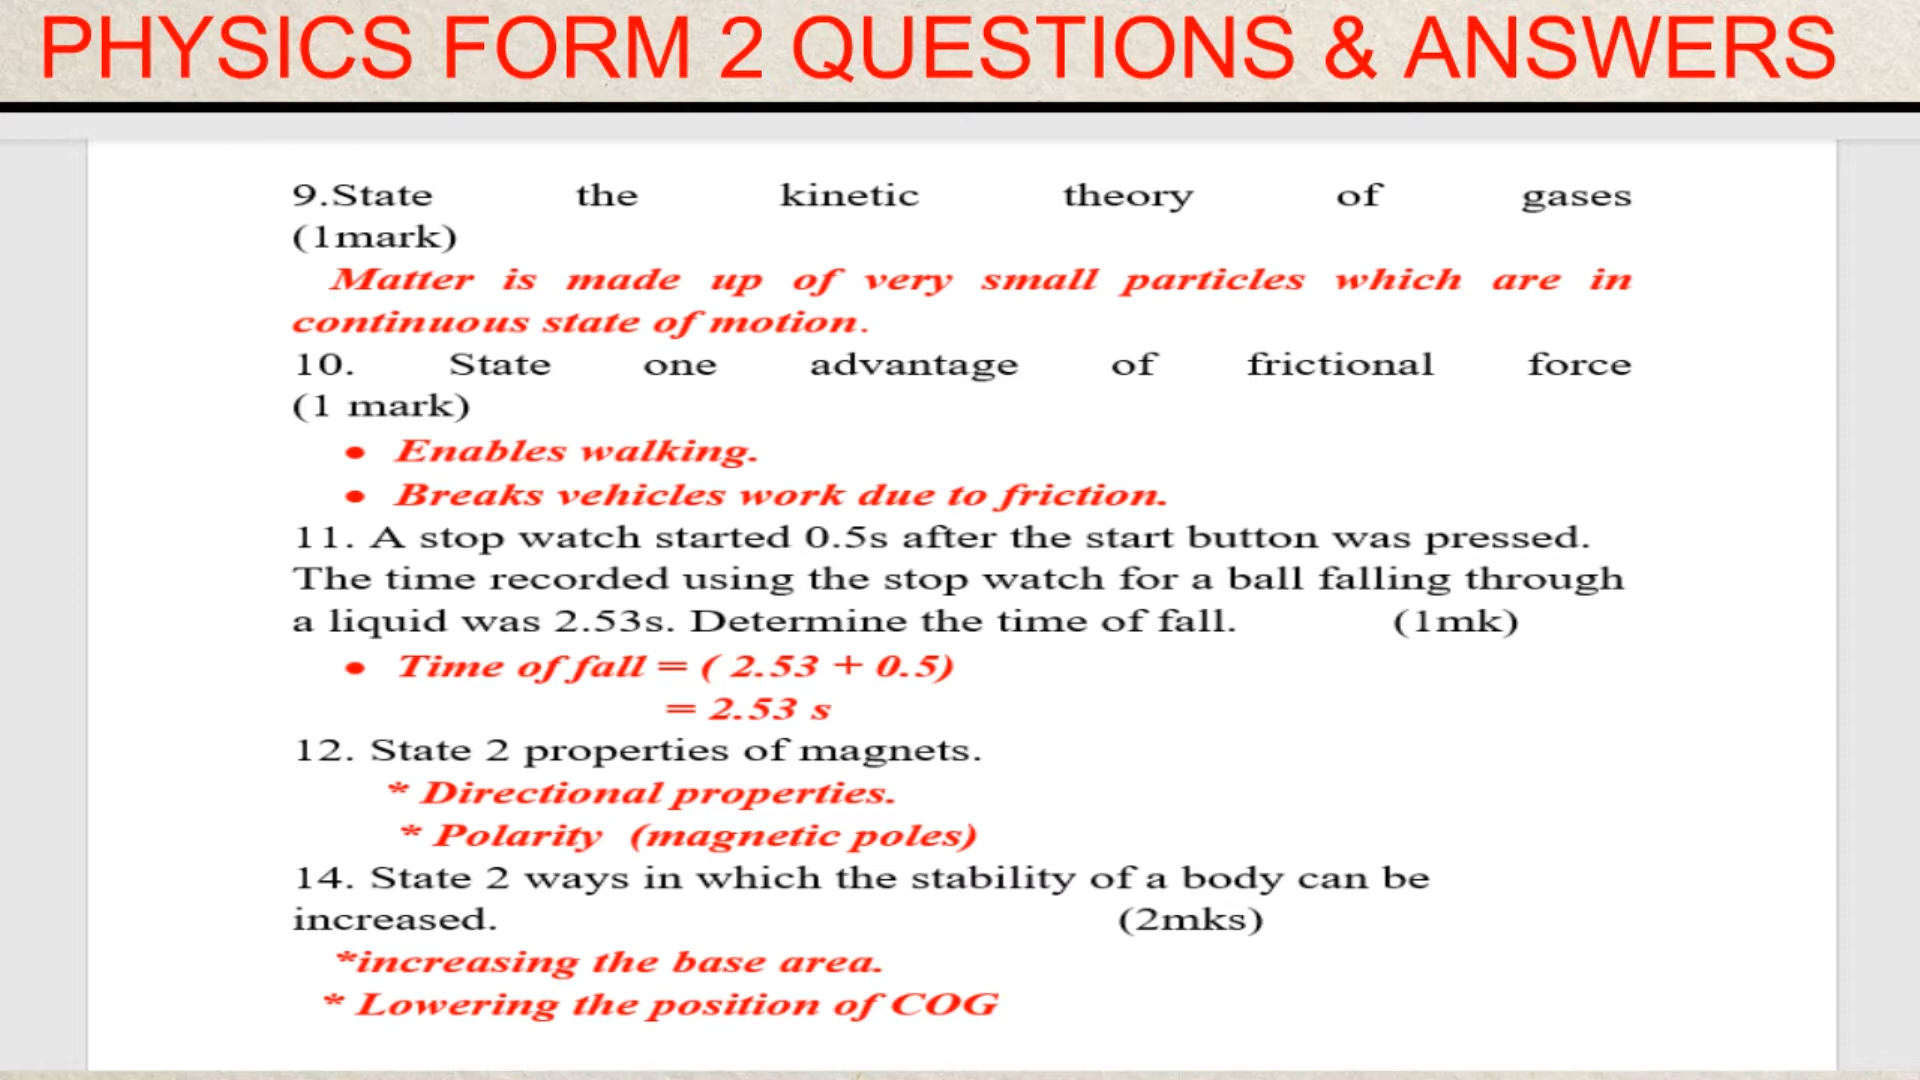 PHYSICS FORM 2 QUESTIONS & ANSWERS
9.State the kinetic theory of gases
(1mark)
Matter is made up of very small particles which are in
continuous state of motion.
10. State one advantage of frictional force
(1 mark)
• Enables walking.
• Breaks vehicles work due to friction.
11. A stop watch started 0.5s after the start button was pressed.
The time recorded using the stop watch for a ball falling through
a liquid was 2.53s. Determine the time of fall. (1mk)
• Time of fall = ( 2.53 + 0.5)
= 2.53 s
12. State 2 properties of magnets.
* Directional properties.
* Polarity (magnetic poles)
14. State 2 ways in which the stability of a body can be
increased. (2mks)
*increasing the base area.
* Lowering the position of COG